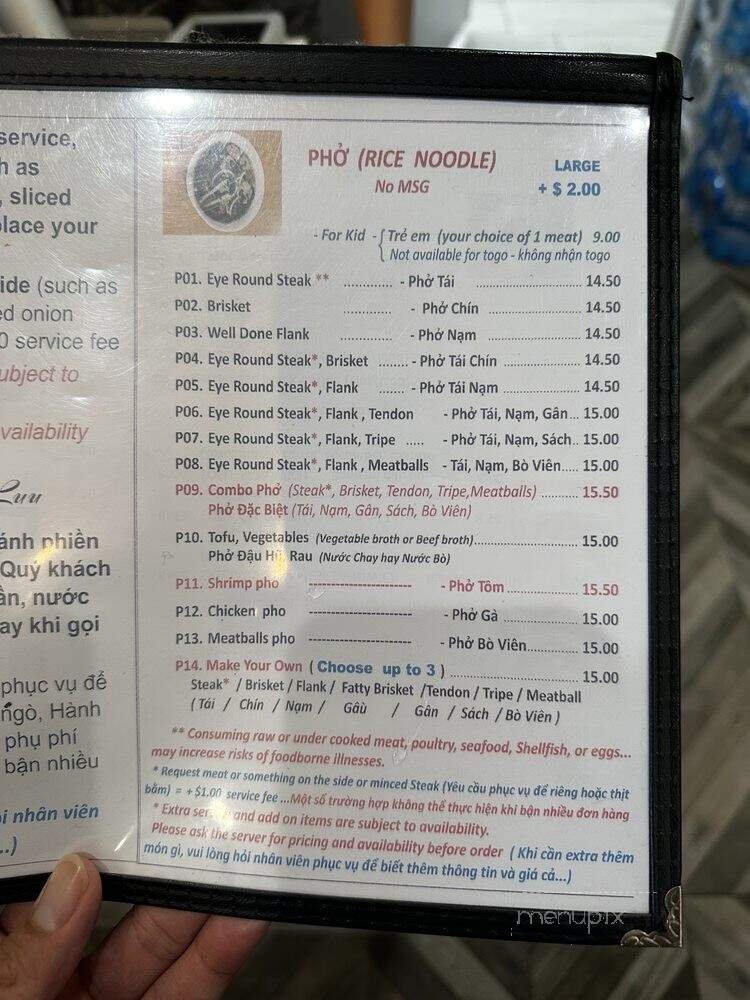 service,
h as
, sliced
place your
ide (such as
ed onion
0 service fee
ubject to
vailability
Luu
ánh phiền
Quý khách
ần, nước
ay khi gọi
phục vụ để
ngò, Hành
phụ phí
bận nhiều
ỏi nhân viên
...)
PHỞ (RICE NOODLE)
No MSG
LARGE
+ $ 2.00
- For Kid - { Trẻ em (your choice of 1 meat) 9.00
Not available for togo - không nhận togo
P01. Eye Round Steak ** ............ - Phở Tái ........................ 14.50
P02. Brisket ............ - Phở Chín ........................ 14.50
P03. Well Done Flank ............ - Phở Nạm ........................ 14.50
P04. Eye Round Steak*, Brisket ....... - Phở Tái Chín .................. 14.50
P05. Eye Round Steak*, Flank ...... - Phở Tái Nạm .................. 14.50
P06. Eye Round Steak*, Flank , Tendon - Phở Tái, Nạm, Gân... 15.00
P07. Eye Round Steak*, Flank, Tripe ..... - Phở Tái, Nạm, Sách.. 15.00
P08. Eye Round Steak*, Flank , Meatballs - Tái, Nạm, Bò Viên..... 15.00
P09. Combo Phở (Steak*, Brisket, Tendon, Tripe,Meatballs) ............ 15.50
Phở Đặc Biệt (Tái, Nạm, Gân, Sách, Bò Viên)
P10. Tofu, Vegetables (Vegetable broth or Beef broth)................... 15.00
Phở Đậu Hũ Rau (Nước Chay hay Nước Bò)
P11. Shrimp pho ------------------------ - Phở Tôm .................. 15.50
P12. Chicken pho ------------------------ - Phở Gà .................. 15.00
P13. Meatballs pho ------------------------ - Phở Bò Viên............... 15.00
P14. Make Your Own ( Choose up to 3 ) .............................. 15.00
Steak* / Brisket / Flank / Fatty Brisket /Tendon / Tripe / Meatball
( Tái / Chín / Nạm / Gâù / Gân / Sách / Bò Viên )
** Consuming raw or under cooked meat, poultry, seafood, Shellfish, or eggs...
may increase risks of foodborne illnesses.
* Request meat or something on the side or minced Steak (Yêu cầu phục vụ để riêng hoặc thịt
bằm) = + $1.00 service fee ...Một số trường hợp không thể thực hiện khi bận nhiều đơn hàng
* Extra and add on items are subject to availability.
Please ask the server for pricing and availability before order ( Khi cần extra thêm
món gì, vui lòng hỏi nhân viên phục vụ để biết thêm thông tin và giá cả...)
menupix